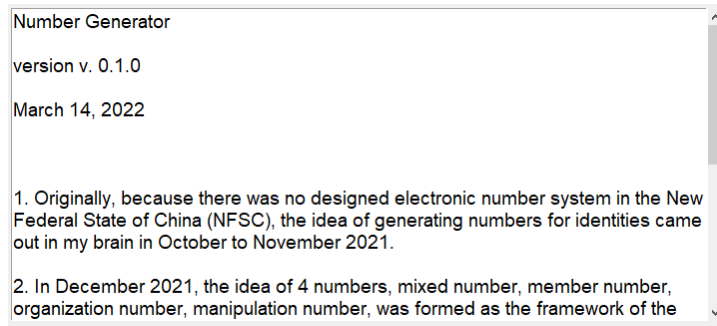 Number Generator
version v. 0.1.0
March 14, 2022
1. Originally, because there was no designed electronic number system in the New
Federal State of China (NFSC), the idea of generating numbers for identities came
out in my brain in October to November 2021.
2. In December 2021, the idea of 4 numbers, mixed number, member number,
organization number, manipulation number, was formed as the framework of the